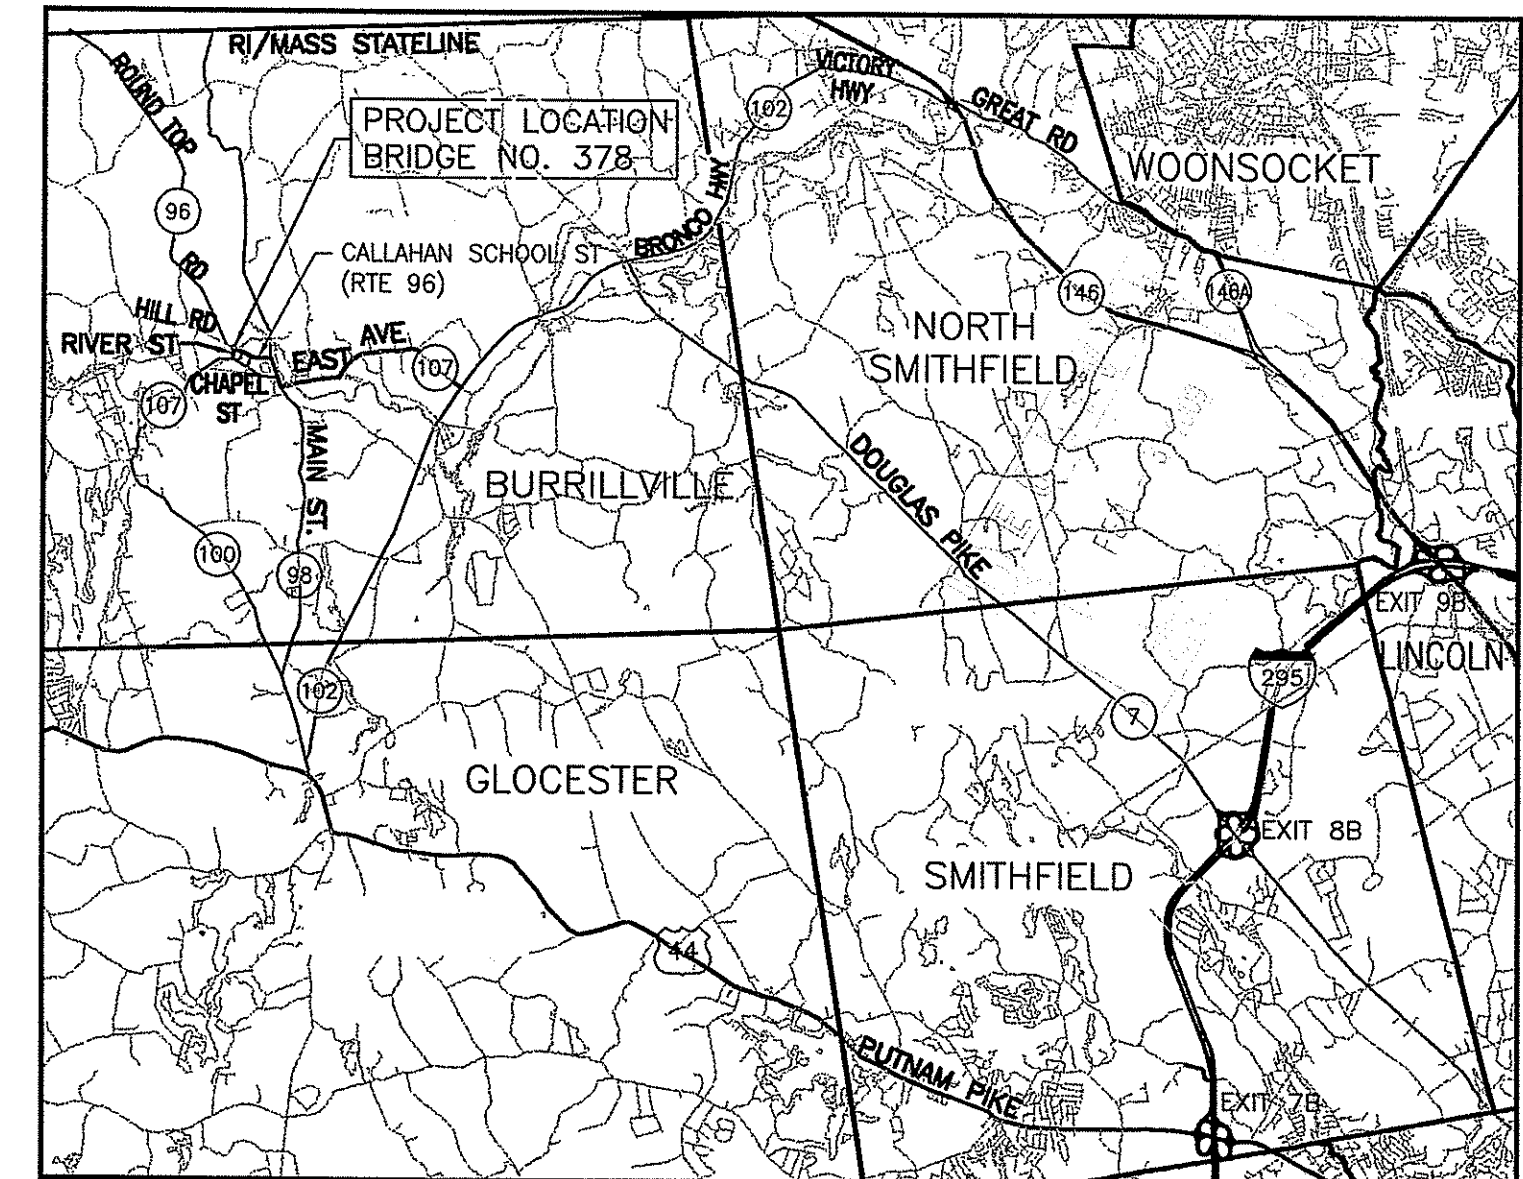 RI/MASS STATELINE
ROUND TOP
RD
96
PROJECT LOCATION
BRIDGE NO. 378
CALLAHAN SCHOOL ST
(RTE 96)
HILL RD
RIVER ST
CHAPEL
ST
107
EAST AVE
107
MAIN ST.
100
98
102
BURRILLVILLE
BRONCO HWY
102
VICTORY
HWY
GREAT RD
WOONSOCKET
146
146A
NORTH
SMITHFIELD
DOUGLAS PIKE
EXIT 9B
LINCOLN
295
7
GLOCESTER
EXIT 8B
SMITHFIELD
44
PUTNAM PIKE
EXIT 7B